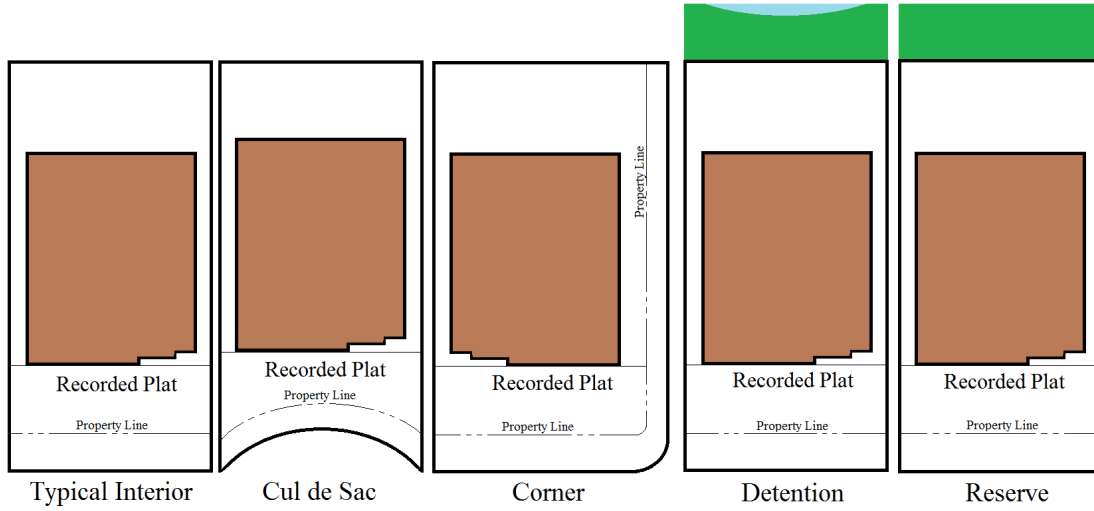 Property Line
Recorded Plat
Recorded Plat
Recorded Plat
Recorded Plat
Recorded Plat
Property Line
Property Line
Property Line
Property Line
Property Line
Typical Interior
Cul de Sac
Corner
Detention
Reserve